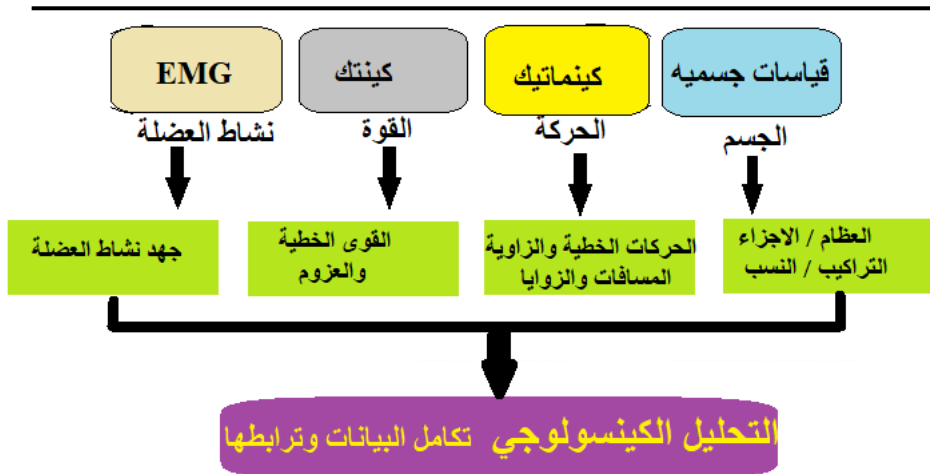 قياسات جسميه
كينماتيك
كينتك
EMG
الجسم
الحركة
القوة
نشاط العضلة
العظام / الاجزاء
التراكيب / النسب
الحركات الخطية والزاوية
المسافات والزوايا
القوى الخطية
والعزوم
جهد نشاط العضلة
التحليل الكينسولوجي تكامل البيانات وترابطها